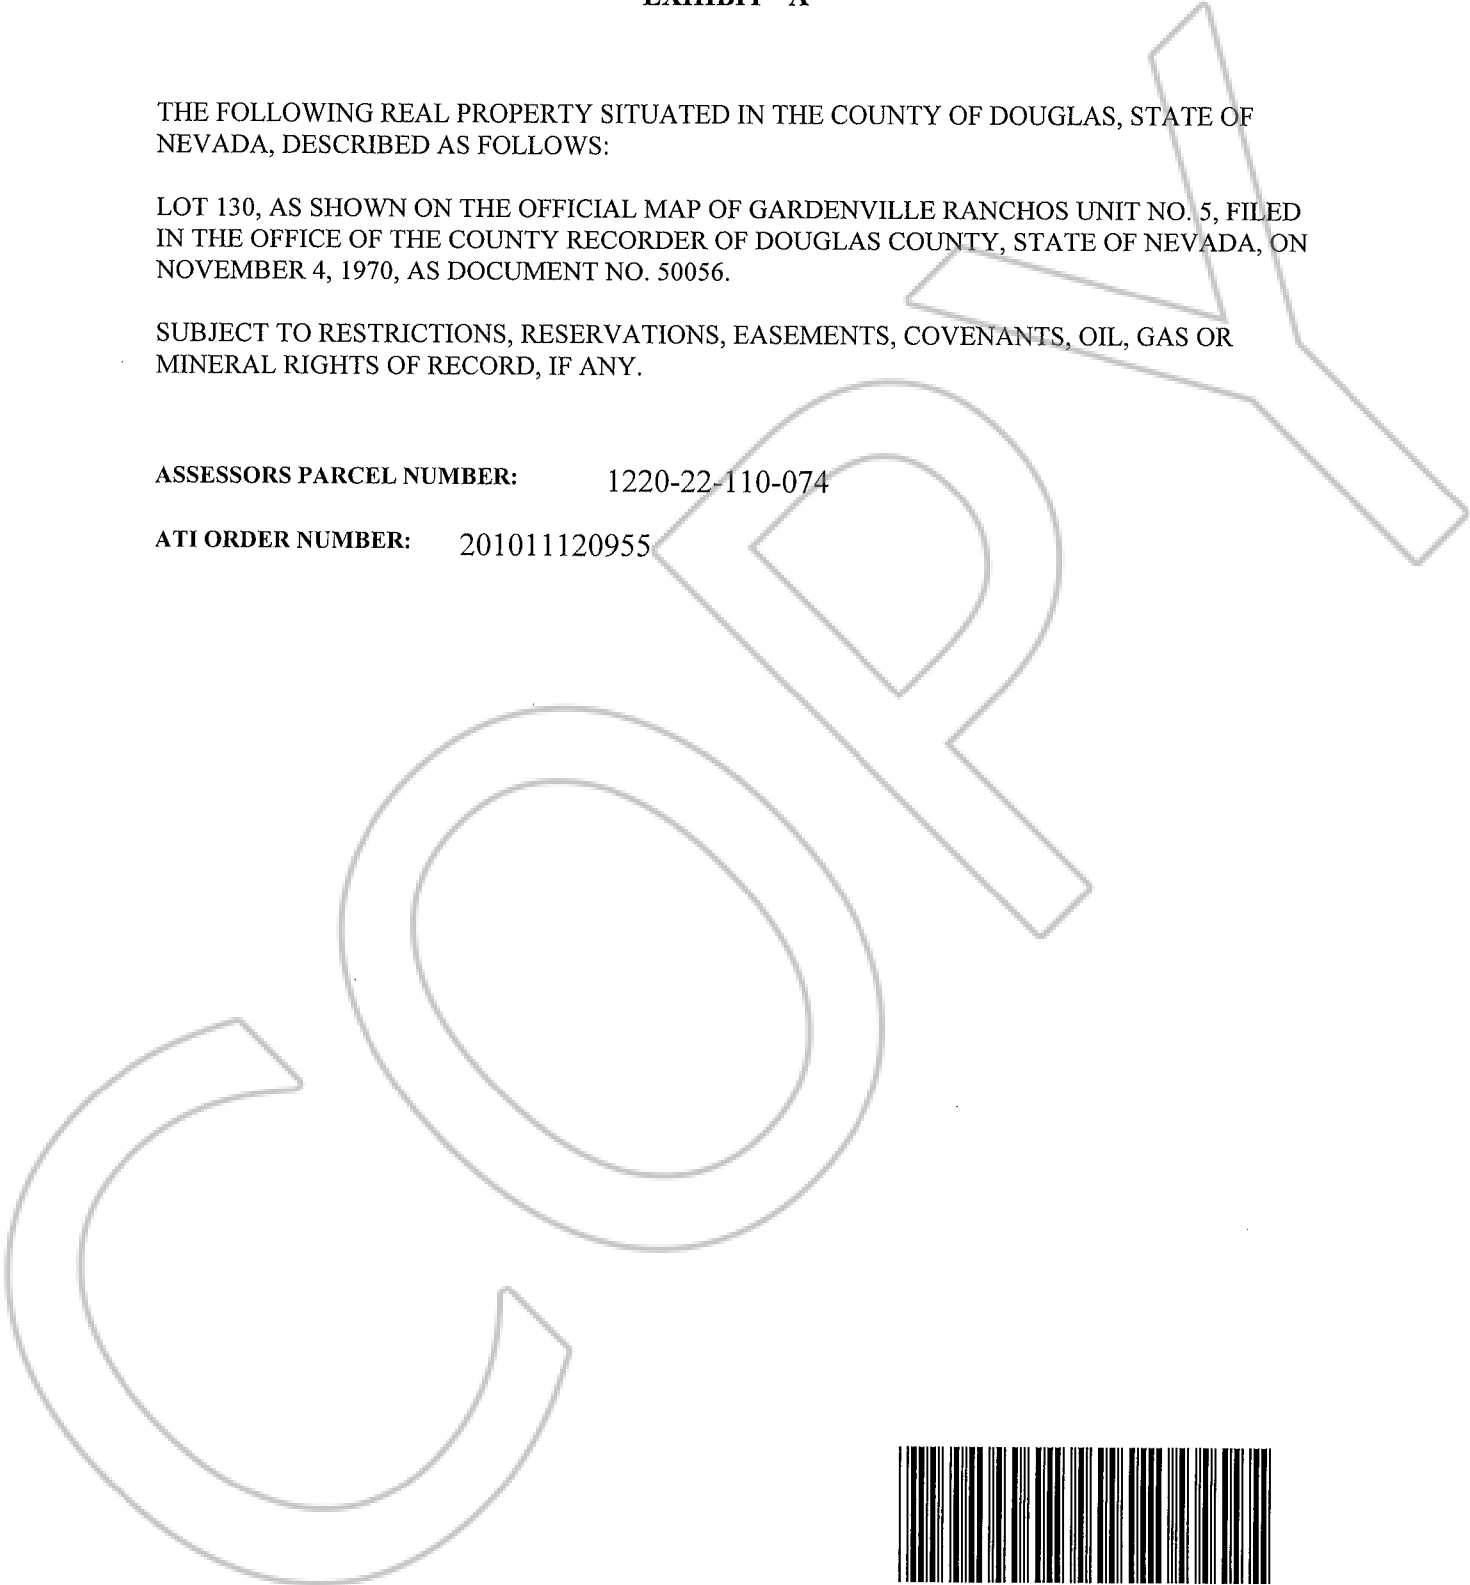 EXHIBIT "A"
THE FOLLOWING REAL PROPERTY SITUATED IN THE COUNTY OF DOUGLAS, STATE OF
NEVADA, DESCRIBED AS FOLLOWS:
LOT 130, AS SHOWN ON THE OFFICIAL MAP OF GARDENVILLE RANCHOS UNIT NO. 5, FILED
IN THE OFFICE OF THE COUNTY RECORDER OF DOUGLAS COUNTY, STATE OF NEVADA, ON
NOVEMBER 4, 1970, AS DOCUMENT NO. 50056.
SUBJECT TO RESTRICTIONS, RESERVATIONS, EASEMENTS, COVENANTS, OIL, GAS OR
MINERAL RIGHTS OF RECORD, IF ANY.
ASSESSORS PARCEL NUMBER: 1220-22-110-074
ATI ORDER NUMBER: 201011120955
COPY